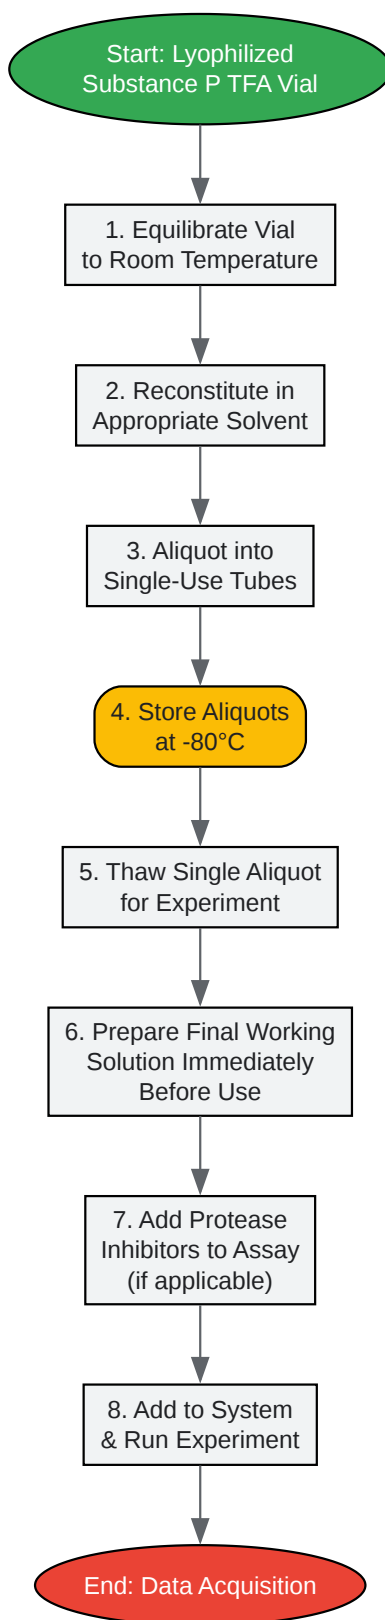 Start: Lyophilized
Substance P TFA Vial
1. Equilibrate Vial
to Room Temperature
2. Reconstitute in
Appropriate Solvent
3. Aliquot into
Single-Use Tubes
4. Store Aliquots
at -80°C
5. Thaw Single Aliquot
for Experiment
6. Prepare Final Working
Solution Immediately
Before Use
7. Add Protease
Inhibitors to Assay
(if applicable)
8. Add to System
& Run Experiment
End: Data Acquisition